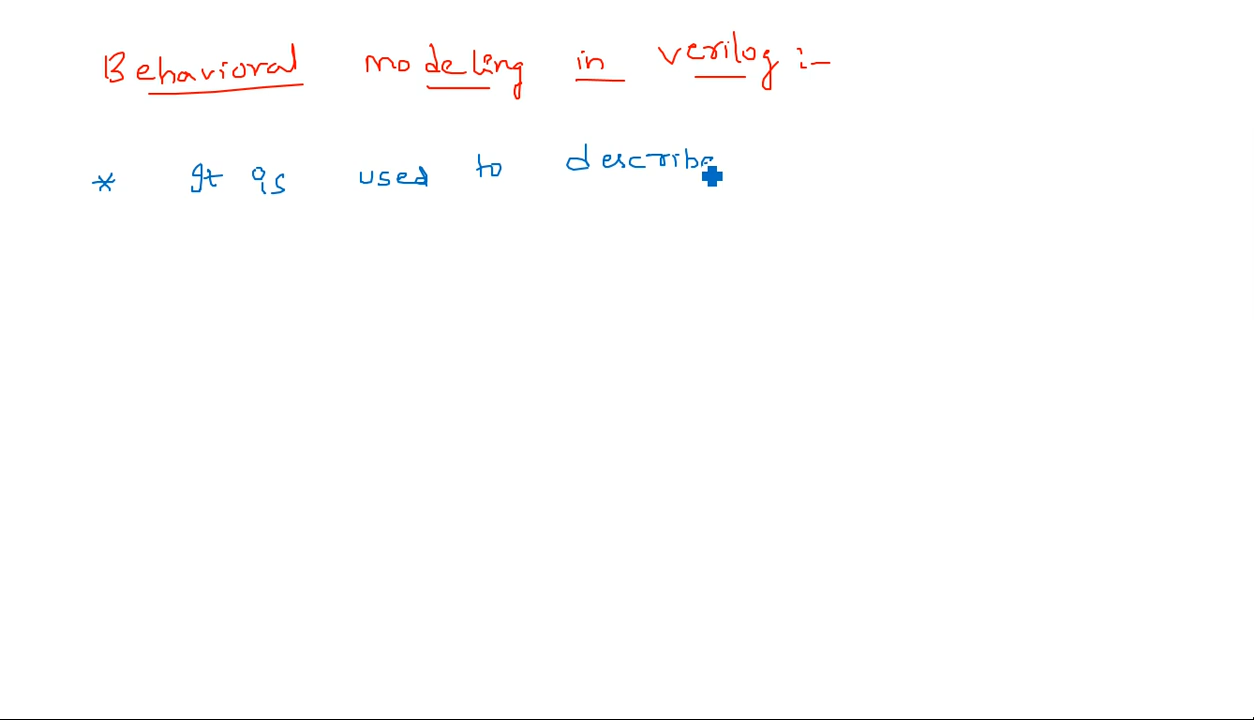 Behavioral modeling in verilog :-
* It is used to describe